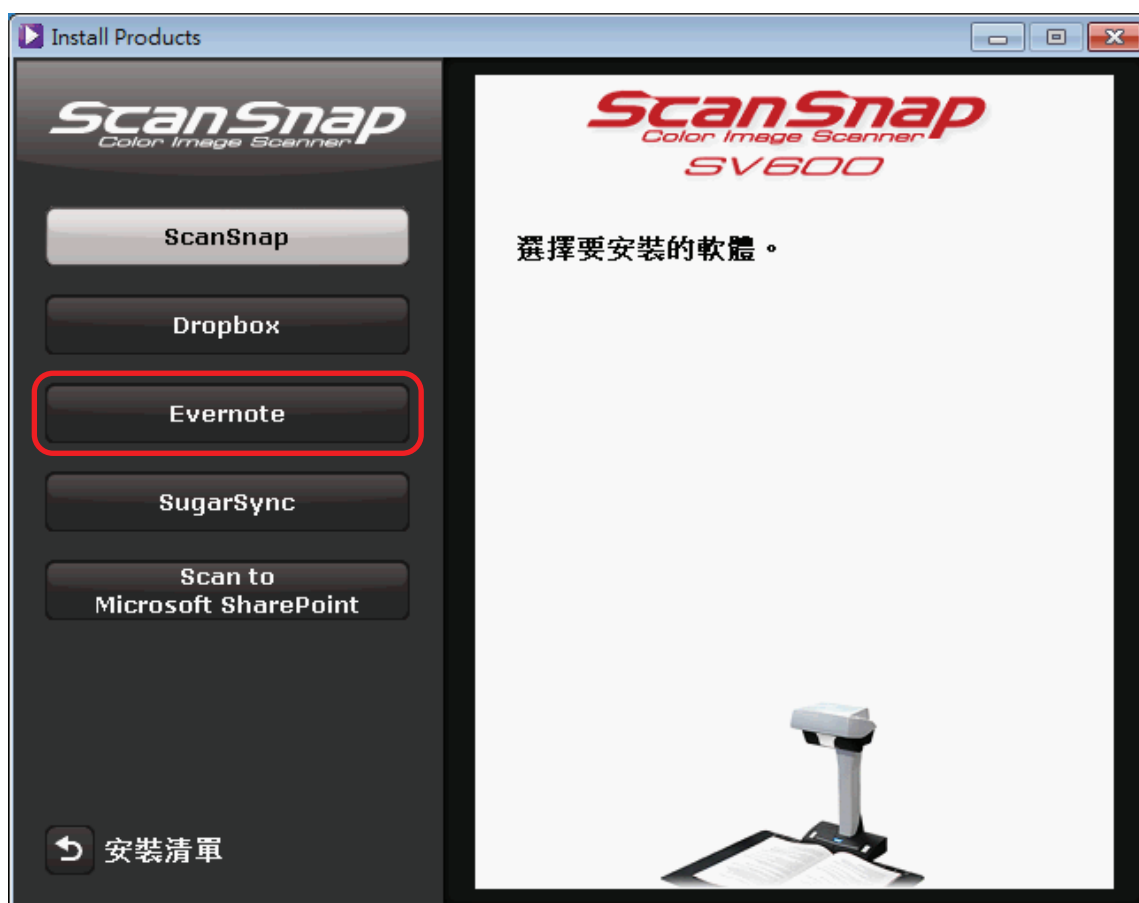 Install Products
ScanSnap
Color Image Scanner
ScanSnap
Dropbox
Evernote
SugarSync
Scan to
Microsoft SharePoint
安裝清單
ScanSnap
Color Image Scanner
SV600
選擇要安裝的軟體。